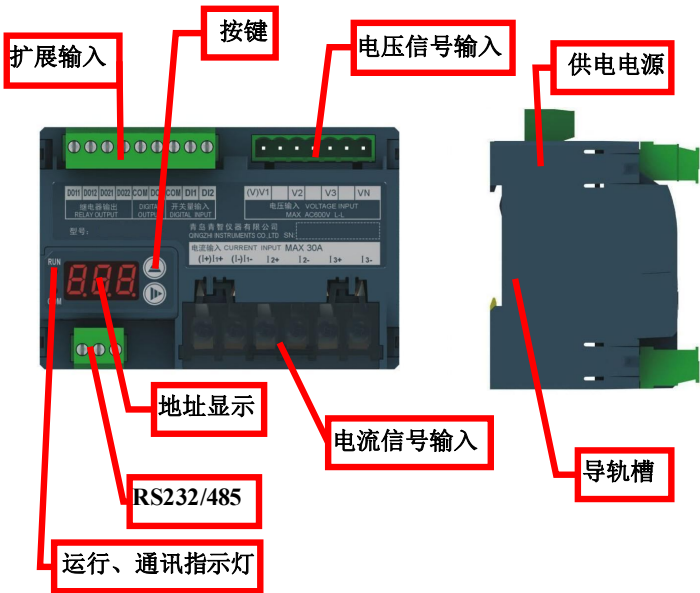 按键
扩展输入
电压信号输入
供电电源
DO11 DO12 DO21 DO22 COM DO COM DI1 DI2
继电器输出 DIGITAL 开关量输入
RELAY OUTPUT OUTPUT DIGITAL INPUT
(V)V1 V2 V3 VN
电压输入 VOLTAGE INPUT
MAX AC600V L-L
型号:
青岛青智仪器有限公司
QINGZHI INSTRUMENTS CO.,LTD SN:
电流输入 CURRENT INPUT MAX 30A
(I+)I1+ (I-)I1- I2+ I2- I3+ I3-
RUN
8.8.8.
COM
地址显示
电流信号输入
导轨槽
RS232/485
运行、通讯指示灯